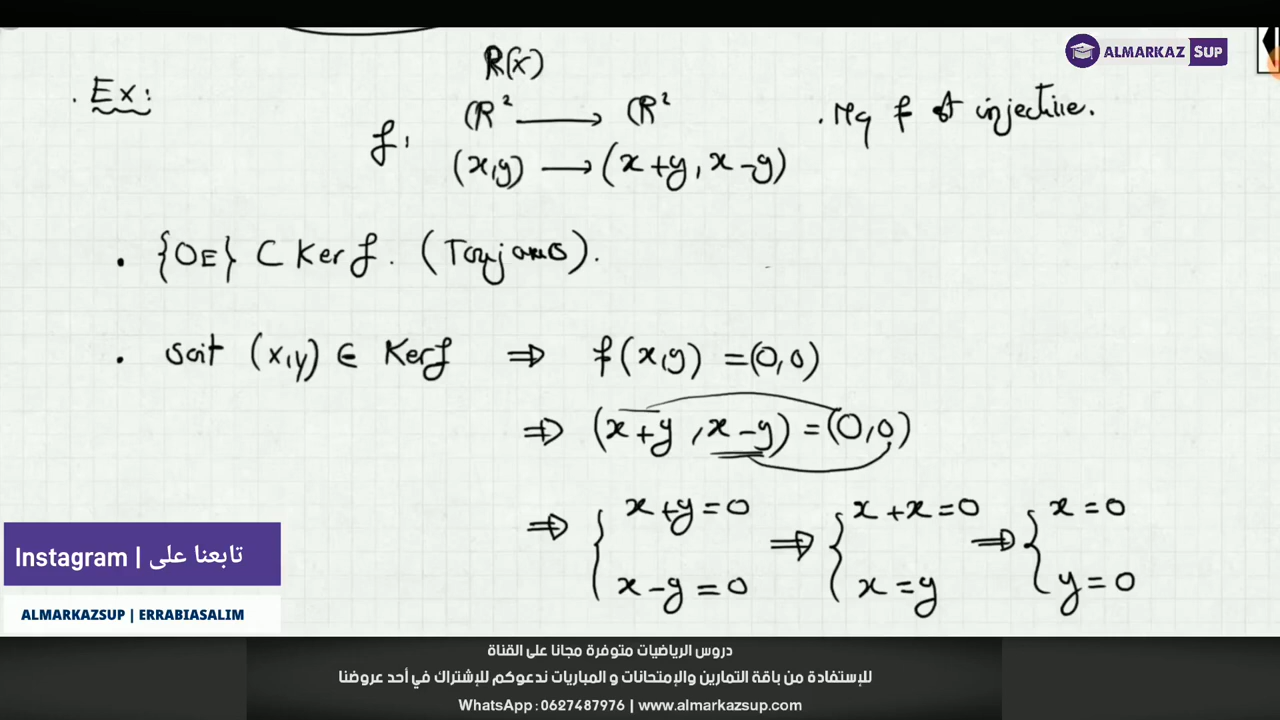 ALMARKAZ SUP
R(x)
. Ex:
f: ℝ² ⟶ ℝ²
(x,y) ⟶ (x+y, x-y)
. Mq f est injective.
• {0E} ⊂ Ker f. (Toujours).
• soit (x,y) ∈ Ker f ⇒ f(x,y) = (0,0)
⇒ (x+y, x-y) = (0,0)
⇒ { x+y=0 ⇒ { x+x=0 ⇒ { x=0
x-y=0 x=y y=0
Instagram | تابعنا على
ALMARKAZSUP | ERRABIASALIM
دروس الرياضيات متوفرة مجانا على القناة
للإستفادة من باقة التمارين والإمتحانات و المباريات ندعوكم للإشتراك في أحد عروضنا
WhatsApp : 0627487976 | www.almarkazsup.com